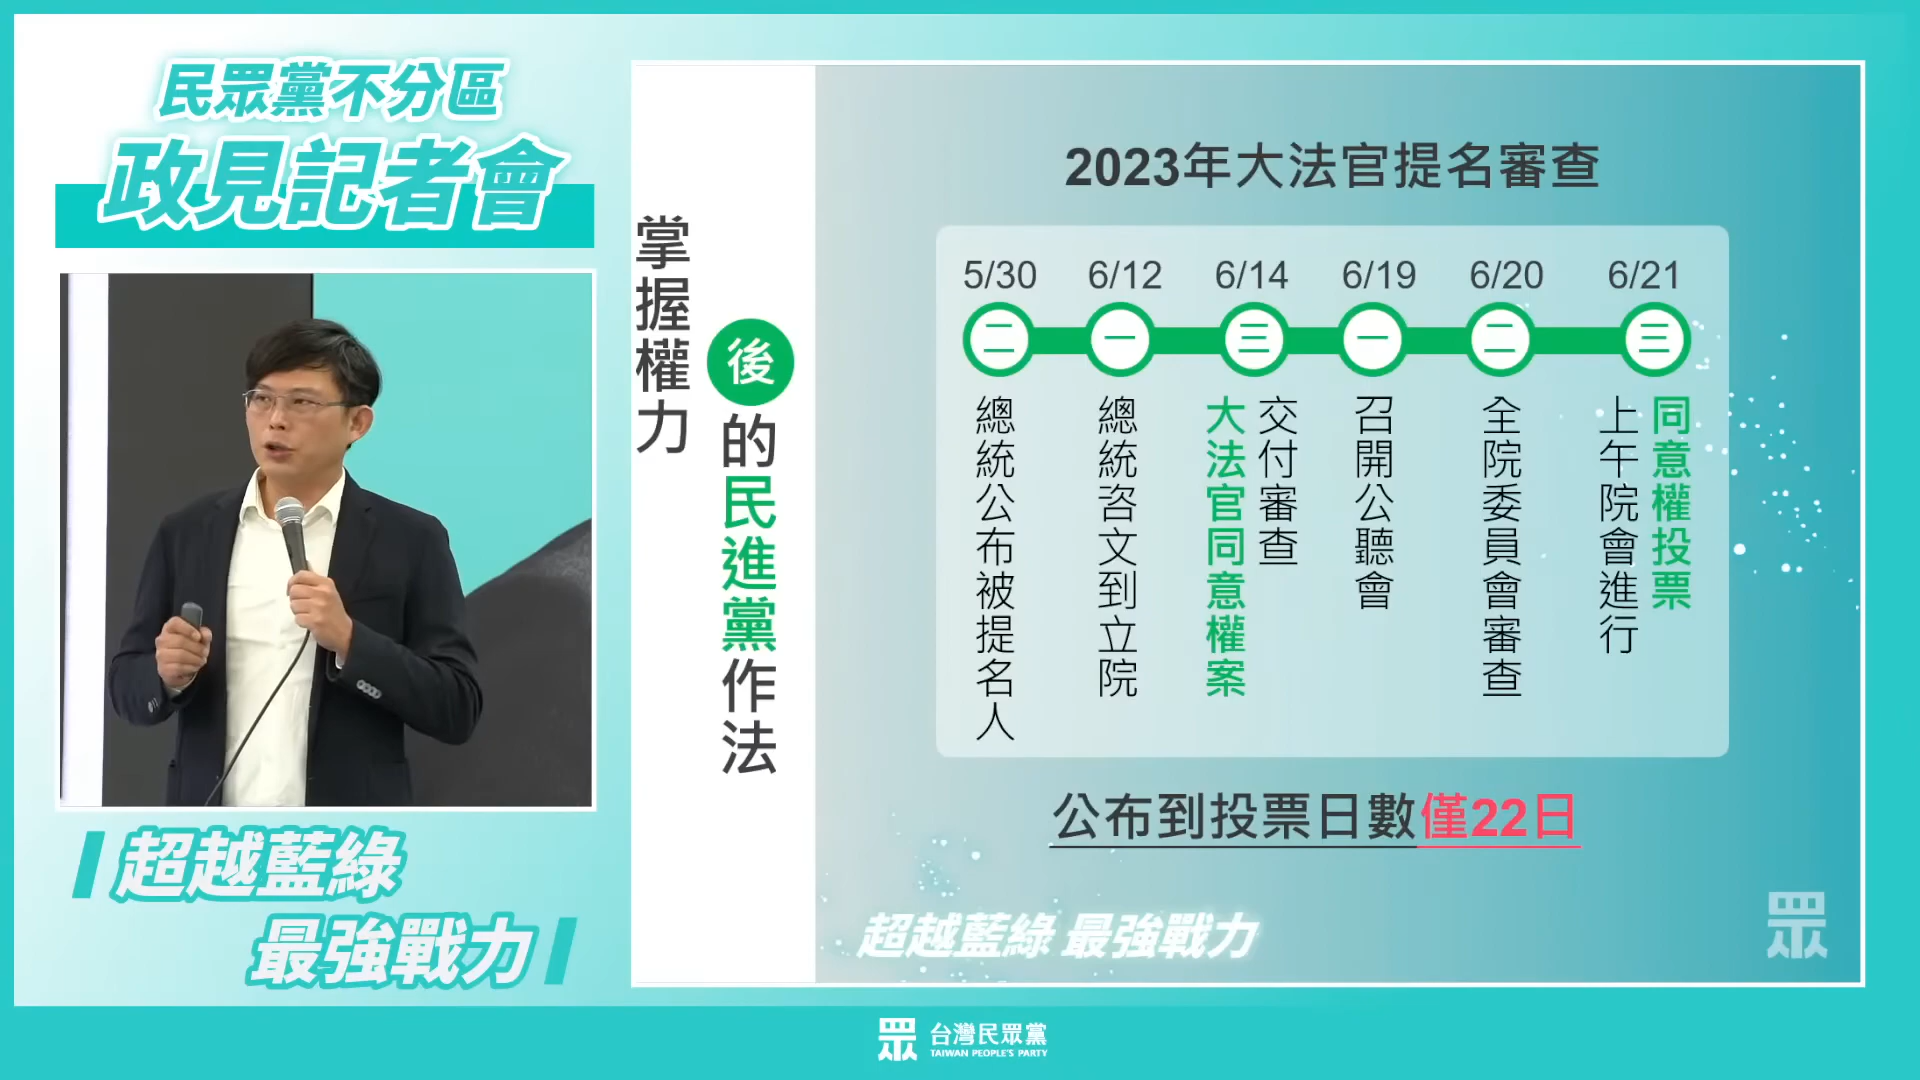 民眾黨不分區
政見記者會
超越藍綠
最強戰力
掌握權力
後的民進黨作法
2023年大法官提名審查
5/30
二
總統公布被提名人
6/12
一
總統咨文到立院
6/14
三
交付審查
大法官同意權案
6/19
一
召開公聽會
6/20
二
全院委員會審查
6/21
三
同意權投票
上午院會進行
公布到投票日數僅22日
超越藍綠 最強戰力
眾
眾 台灣民眾黨
TAIWAN PEOPLE'S PARTY